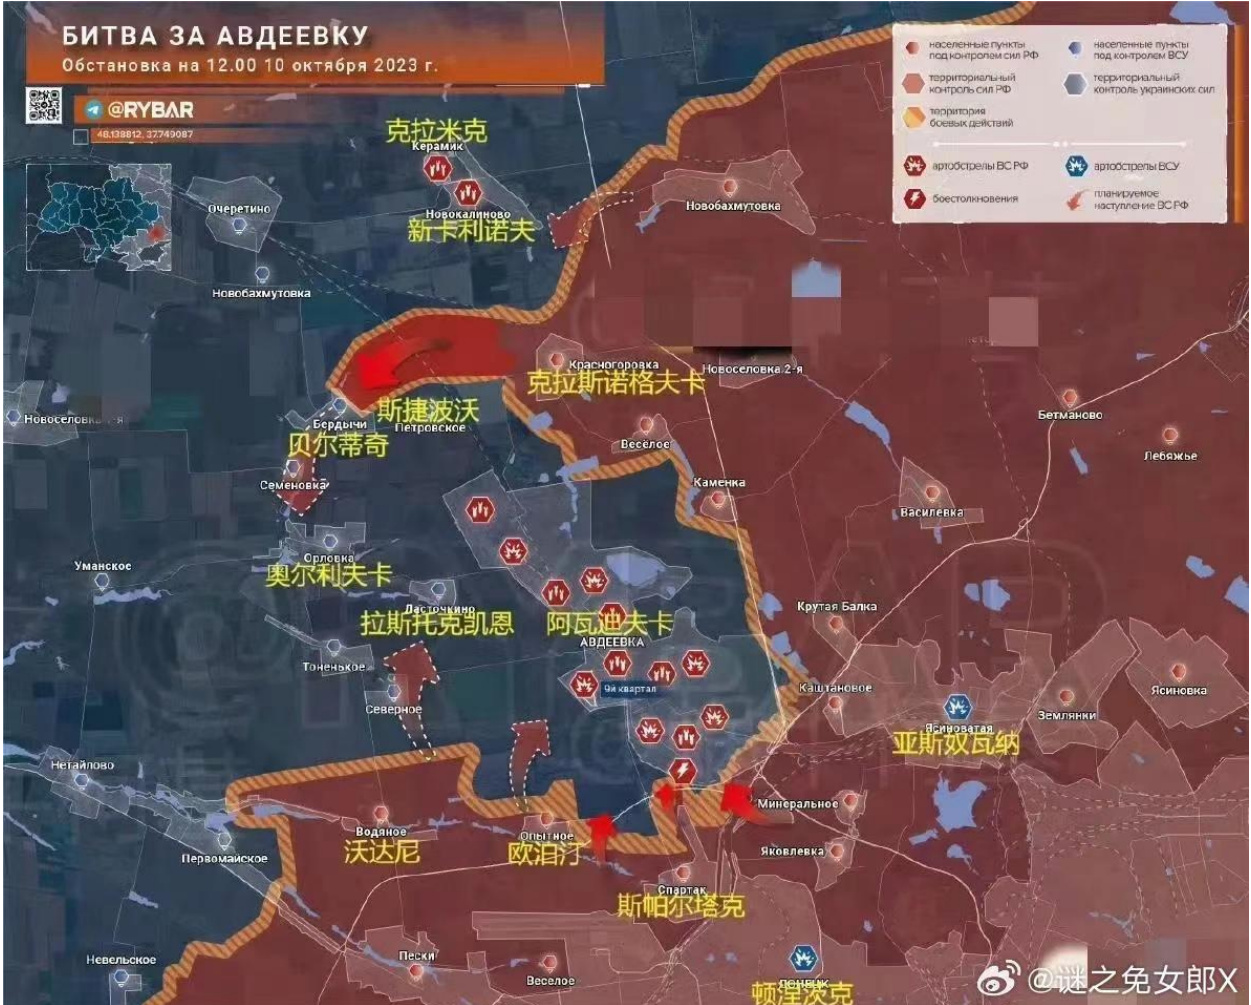 БИТВА ЗА АВДЕЕВКУ
Обстановка на 12.00 10 октября 2023 г.
@RYBAR
48.138812, 37.749087
населенные пункты
под контролем сил РФ
территориальный
контроль сил РФ
территория
боевых действий
артобстрелы ВС РФ
боестолкновения
населенные пункты
под контролем ВСУ
территориальный
контроль украинских сил
артобстрелы ВСУ
планируемое
наступление ВС РФ
克拉米克
Керамик
Новокалиново
新卡利诺夫
Очеретино
Новобахмутовка
Новобахмутовка
Красногоровка
克拉斯诺格夫卡
Новоселовка 2-я
Новоселовка
斯捷波沃
Бердычи
Петровское
贝尔蒂奇
Весёлое
Бетманово
Лебяжье
Семеновка
Каменка
Василевка
Орловка
奥尔利夫卡
Уманское
Ласточкино
拉斯托克凯恩
阿瓦迪夫卡
АВДЕЕВКА
Крутая Балка
Тоненькое
9й квартал
Каштановое
Ясиновка
Северное
Землянки
Ясиноватая
亚斯奴瓦纳
Нетайлово
Минеральное
Водяное
沃达尼
Опытное
欧泊汀
Первомайское
Яковлевка
Спартак
斯帕尔塔克
Невельское
Пески
Веселое
顿涅茨克
@谜之兔女郎X